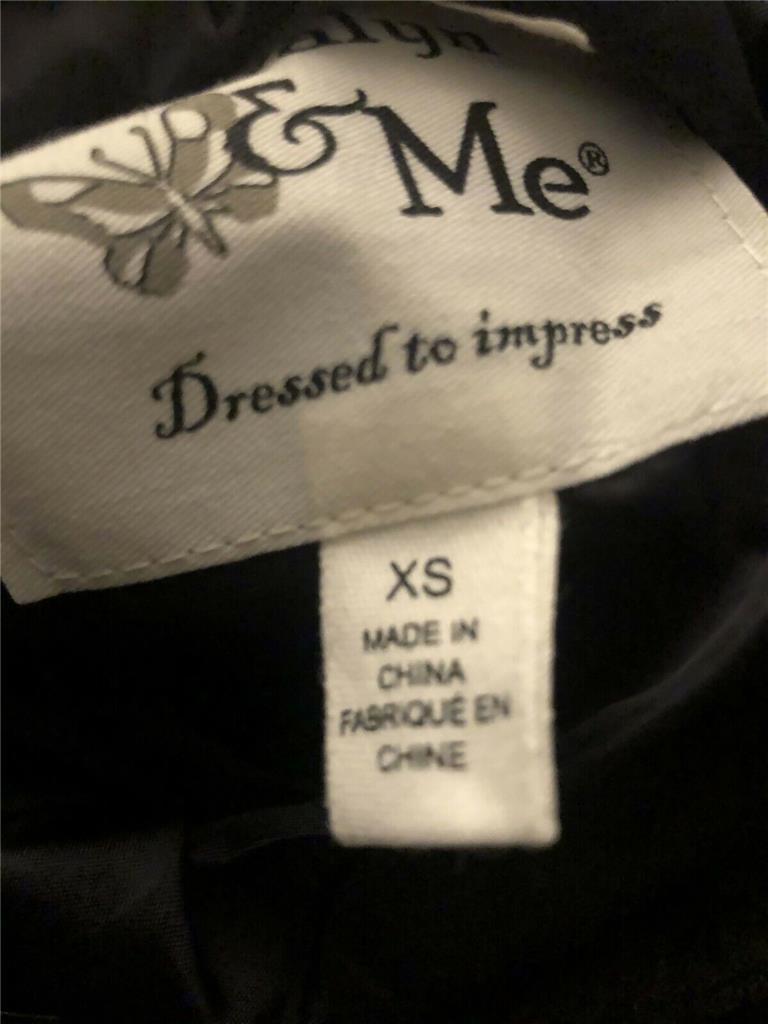 & Me®
Dressed to impress
XS
MADE IN
CHINA
FABRIQUÉ EN
CHINE